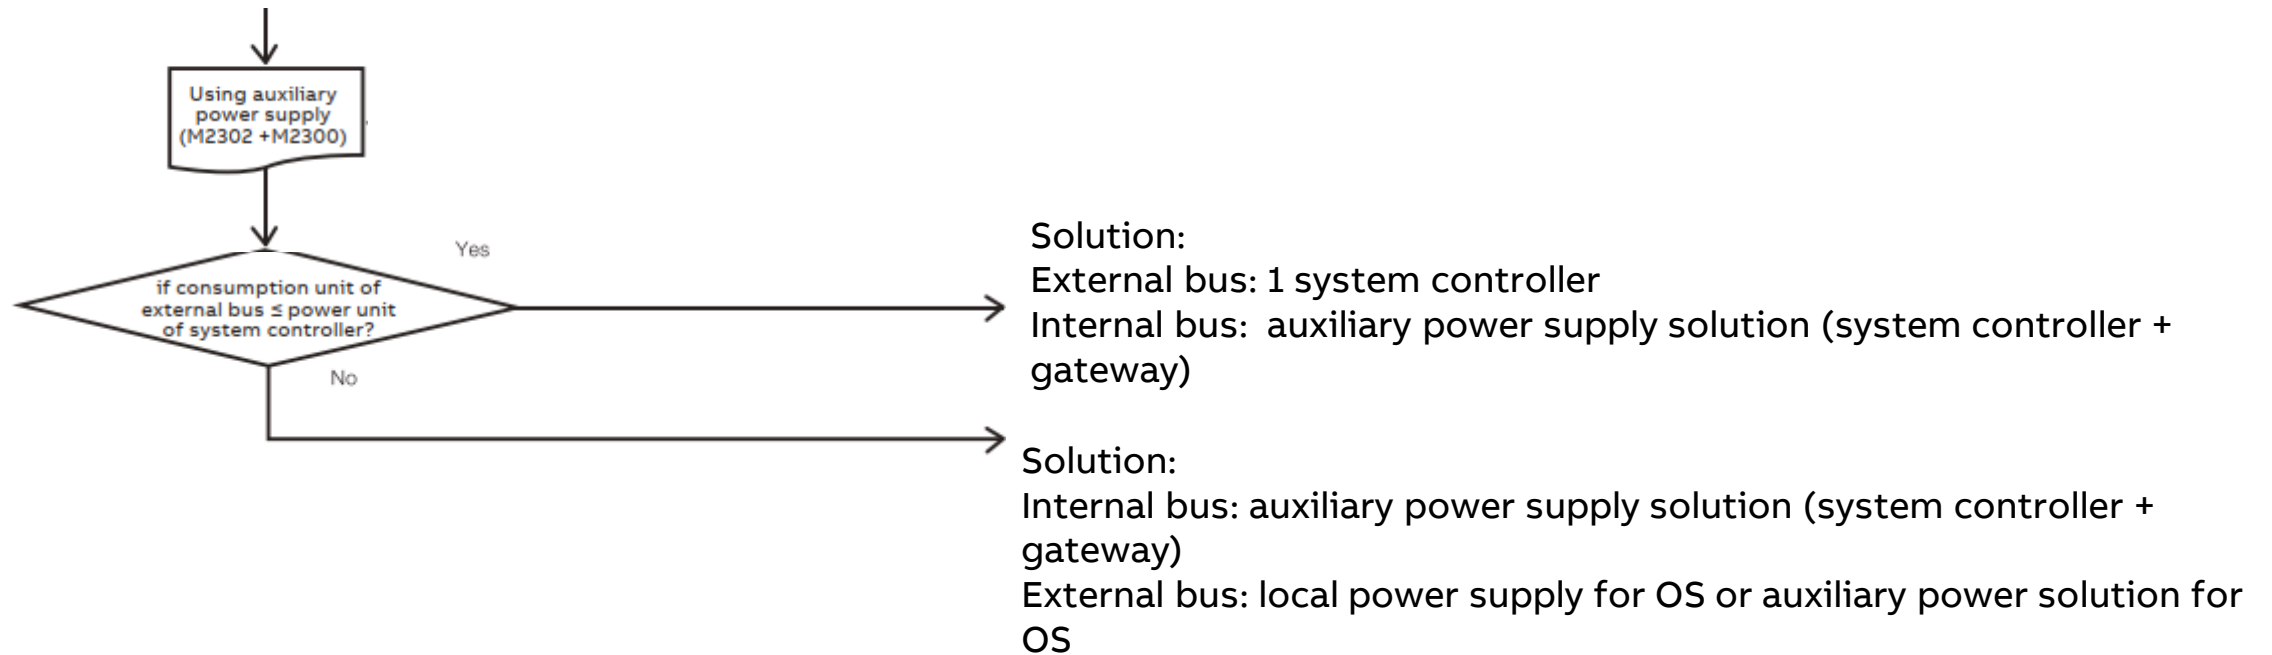 Using auxiliary
power supply
(M2302 +M2300)
Yes
if consumption unit of
external bus ≤ power unit
of system controller?
No
Solution:
External bus: 1 system controller
Internal bus:  auxiliary power supply solution (system controller +
gateway)
Solution:
Internal bus: auxiliary power supply solution (system controller +
gateway)
External bus: local power supply for OS or auxiliary power solution for
OS